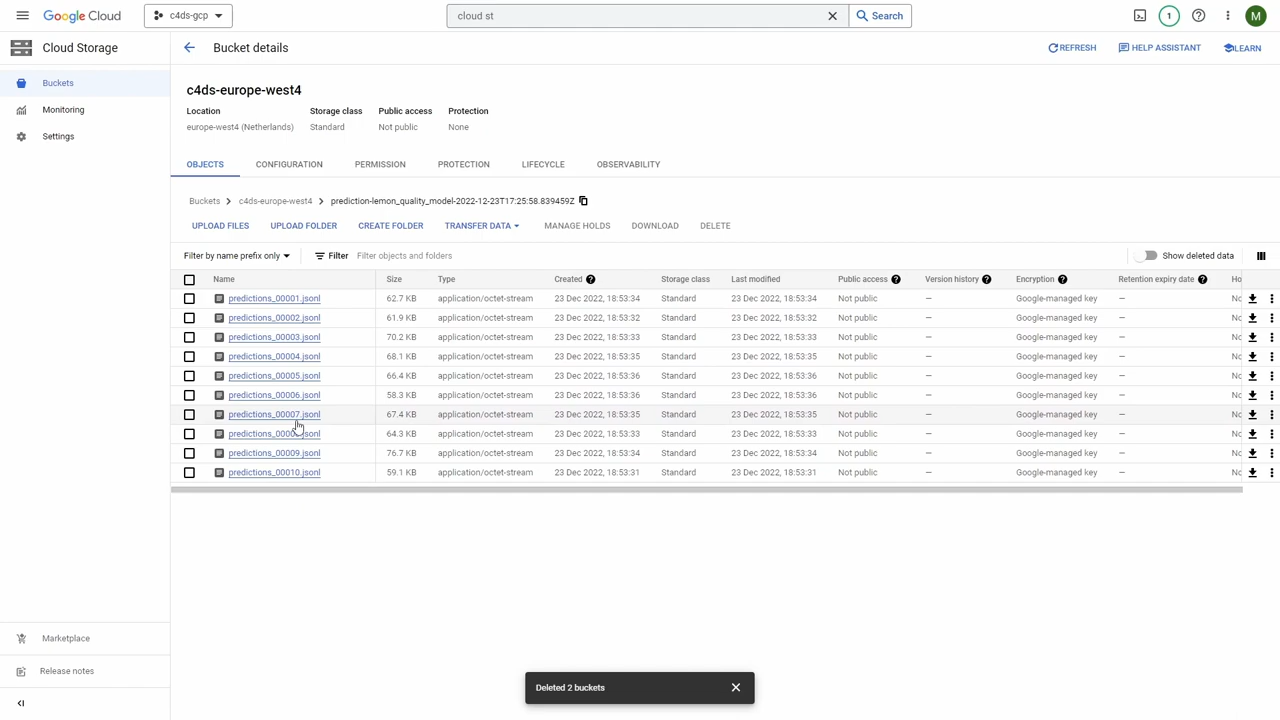 Google Cloud
c4ds-gcp
cloud st
Search
1
M
Cloud Storage
Bucket details
REFRESH
HELP ASSISTANT
LEARN
Buckets
Monitoring
Settings
Marketplace
Release notes
c4ds-europe-west4
Location Storage class Public access Protection
europe-west4 (Netherlands) Standard Not public None
OBJECTS CONFIGURATION PERMISSION PROTECTION LIFECYCLE OBSERVABILITY
Buckets > c4ds-europe-west4 > prediction-lemon_quality_model-2022-12-23T17:25:58.839459Z
UPLOAD FILES UPLOAD FOLDER CREATE FOLDER TRANSFER DATA MANAGE HOLDS DOWNLOAD DELETE
Filter by name prefix only Filter Filter objects and folders Show deleted data
Name Size Type Created Storage class Last modified Public access Version history Encryption Retention expiry date Ho
predictions_00001.jsonl 62.7 KB application/octet-stream 23 Dec 2022, 18:53:34 Standard 23 Dec 2022, 18:53:34 Not public — Google-managed key — No
predictions_00002.jsonl 61.9 KB application/octet-stream 23 Dec 2022, 18:53:32 Standard 23 Dec 2022, 18:53:32 Not public — Google-managed key — No
predictions_00003.jsonl 70.2 KB application/octet-stream 23 Dec 2022, 18:53:33 Standard 23 Dec 2022, 18:53:33 Not public — Google-managed key — No
predictions_00004.jsonl 68.1 KB application/octet-stream 23 Dec 2022, 18:53:35 Standard 23 Dec 2022, 18:53:35 Not public — Google-managed key — No
predictions_00005.jsonl 66.4 KB application/octet-stream 23 Dec 2022, 18:53:36 Standard 23 Dec 2022, 18:53:36 Not public — Google-managed key — No
predictions_00006.jsonl 58.3 KB application/octet-stream 23 Dec 2022, 18:53:36 Standard 23 Dec 2022, 18:53:36 Not public — Google-managed key — No
predictions_00007.jsonl 67.4 KB application/octet-stream 23 Dec 2022, 18:53:35 Standard 23 Dec 2022, 18:53:35 Not public — Google-managed key — No
64.3 KB application/octet-stream 23 Dec 2022, 18:53:33 Standard 23 Dec 2022, 18:53:33 Not public — Google-managed key — No
predictions_00009.jsonl 76.7 KB application/octet-stream 23 Dec 2022, 18:53:34 Standard 23 Dec 2022, 18:53:34 Not public — Google-managed key — No
predictions_00010.jsonl 59.1 KB application/octet-stream 23 Dec 2022, 18:53:31 Standard 23 Dec 2022, 18:53:31 Not public — Google-managed key — No
Deleted 2 buckets